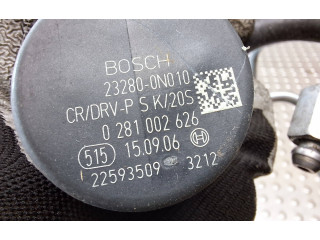 BOSCH
23280-0N010
CR/DRV-P S K/20S
0 281 002 626
515 15.09.06
22593509 3212